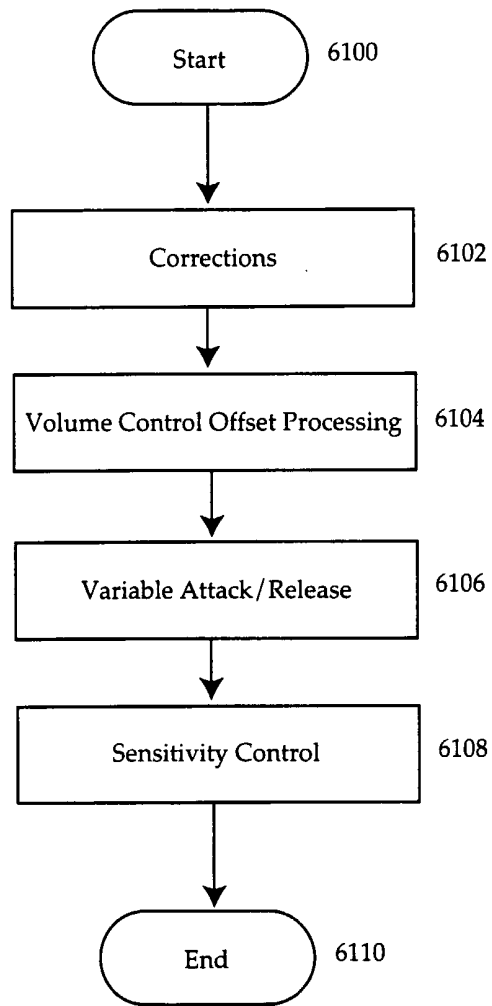 Start
6100
Corrections
6102
Volume Control Offset Processing
6104
Variable Attack/Release
6106
Sensitivity Control
6108
End
6110